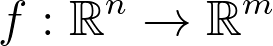 f : ℝⁿ → ℝᵐ